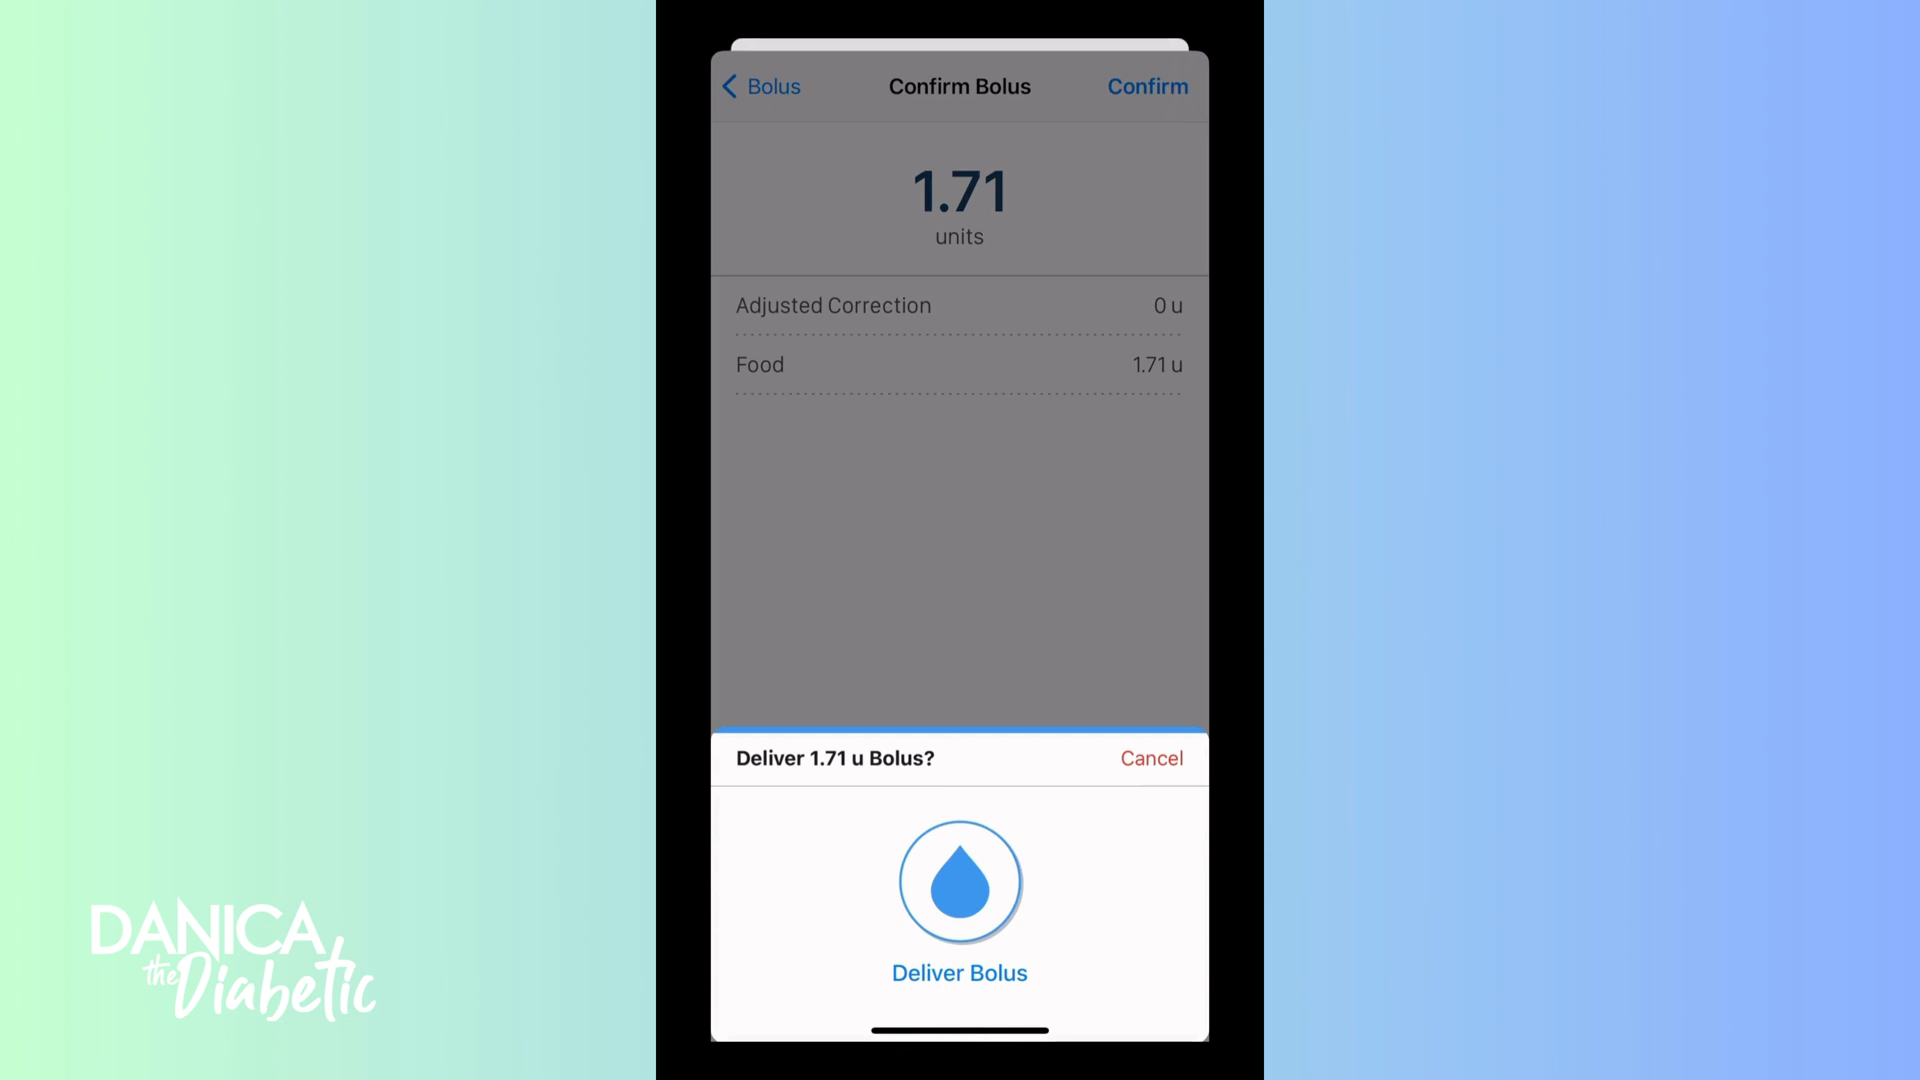 Bolus
Confirm Bolus
Confirm
1.71
units
Adjusted Correction
0 u
Food
1.71 u
Deliver 1.71 u Bolus?
Cancel
Deliver Bolus
DANICA
the Diabetic